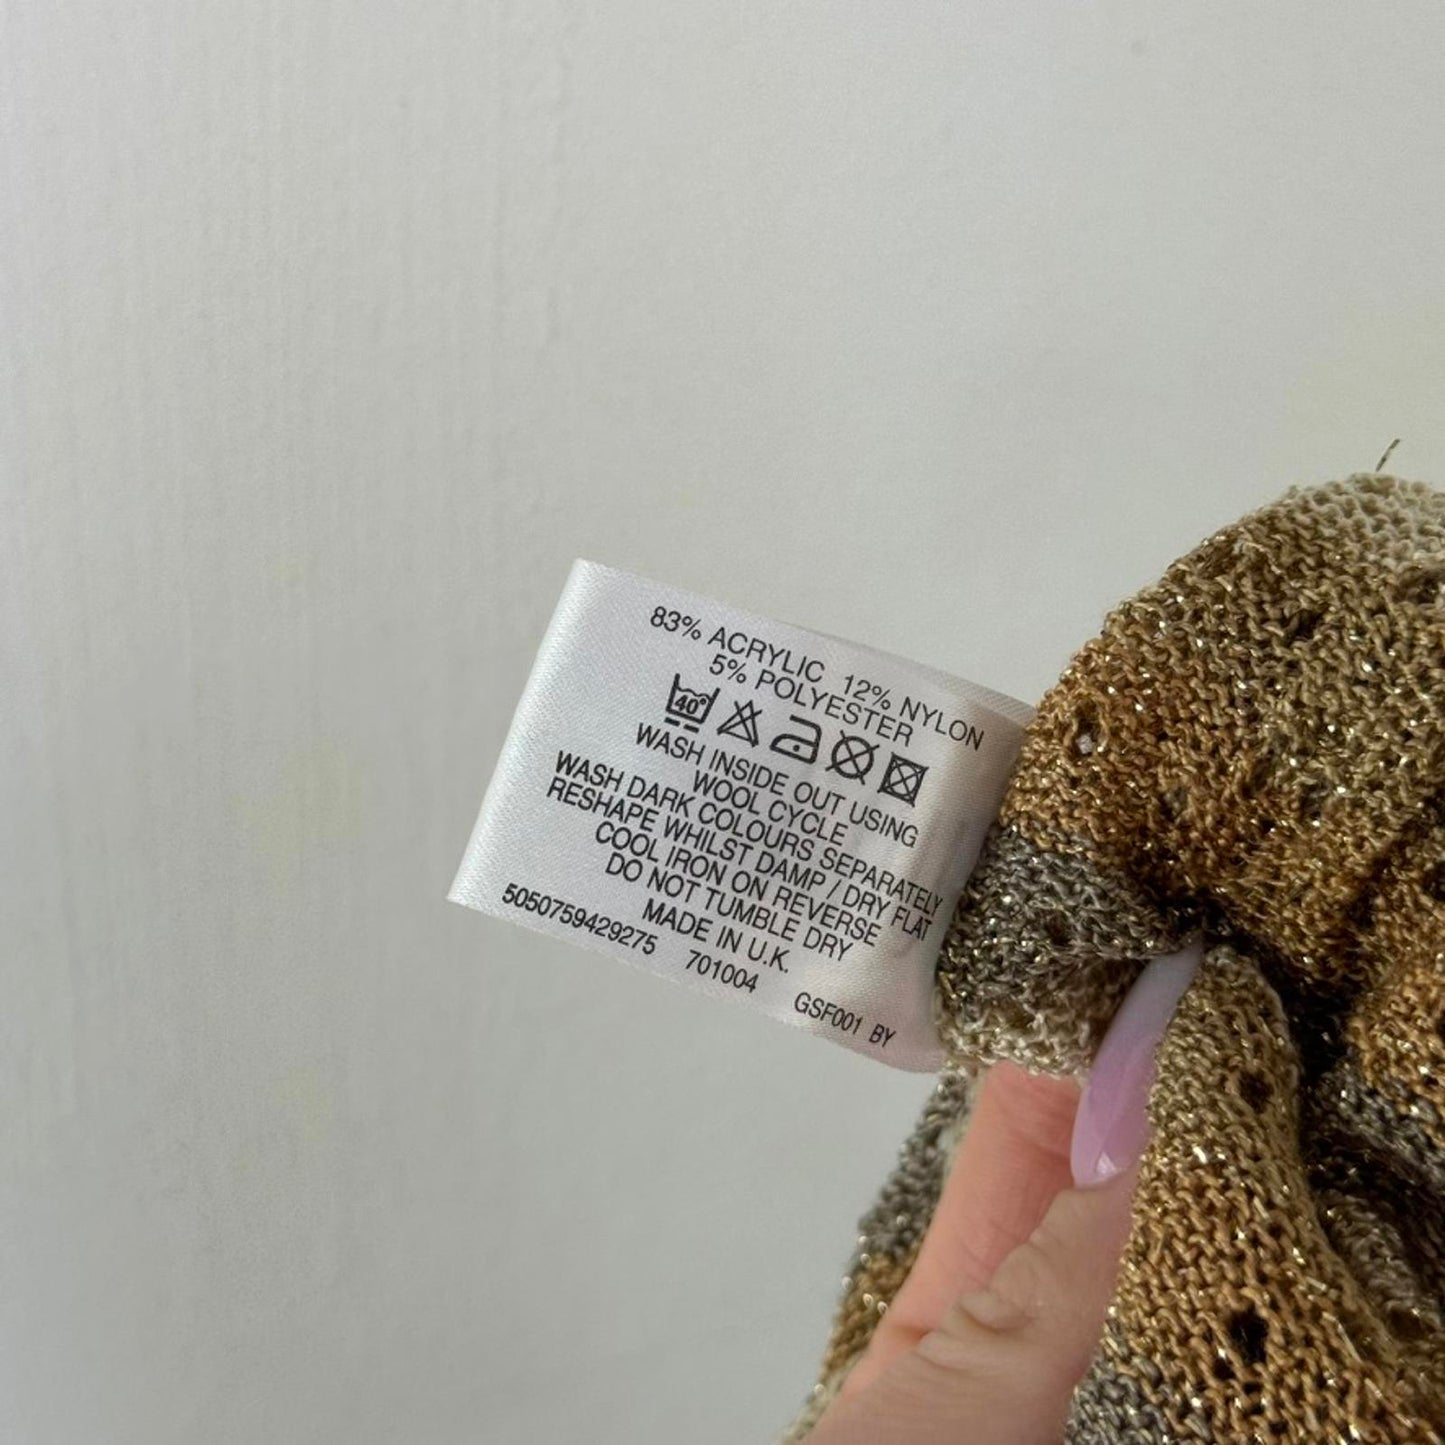 83% ACRYLIC 12% NYLON
5% POLYESTER
40°
WASH INSIDE OUT USING
WOOL CYCLE
WASH DARK COLOURS SEPARATELY
RESHAPE WHILST DAMP / DRY FLAT
COOL IRON ON REVERSE
DO NOT TUMBLE DRY
MADE IN U.K.
5050759429275 701004 GSF001 BY